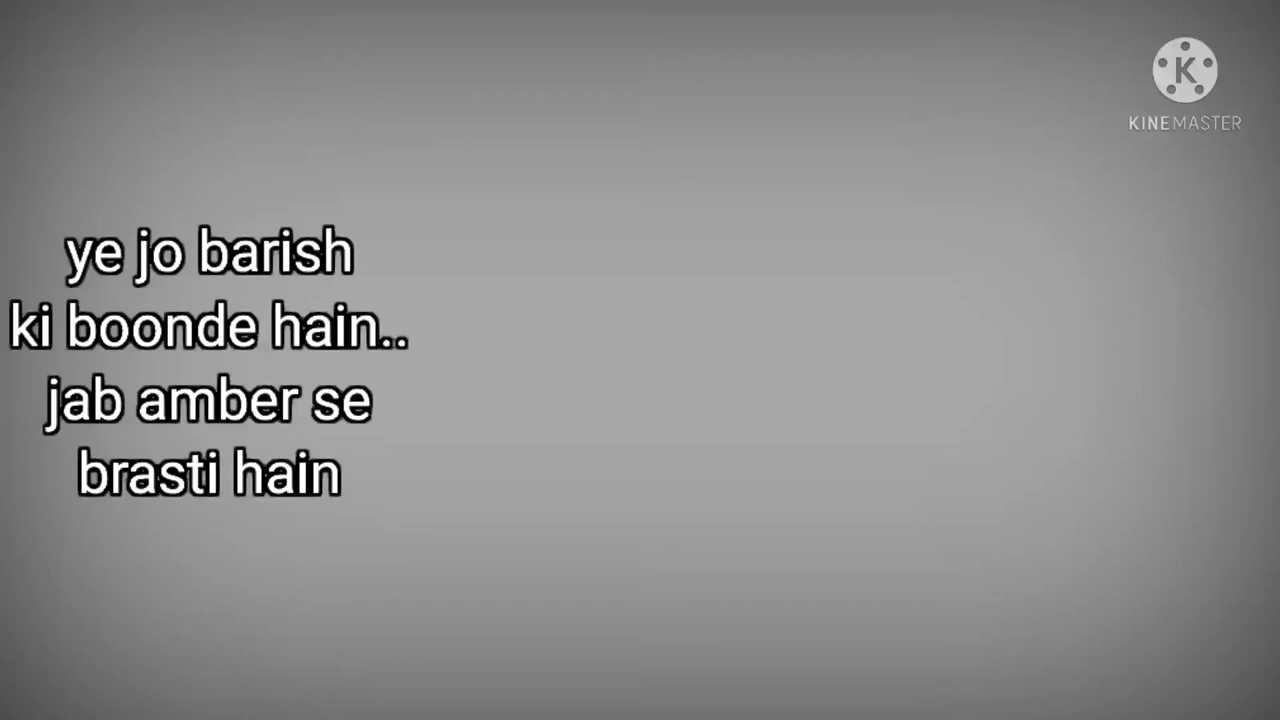 ye jo barish
ki boonde hain..
jab amber se
brasti hain
K
KINEMASTER